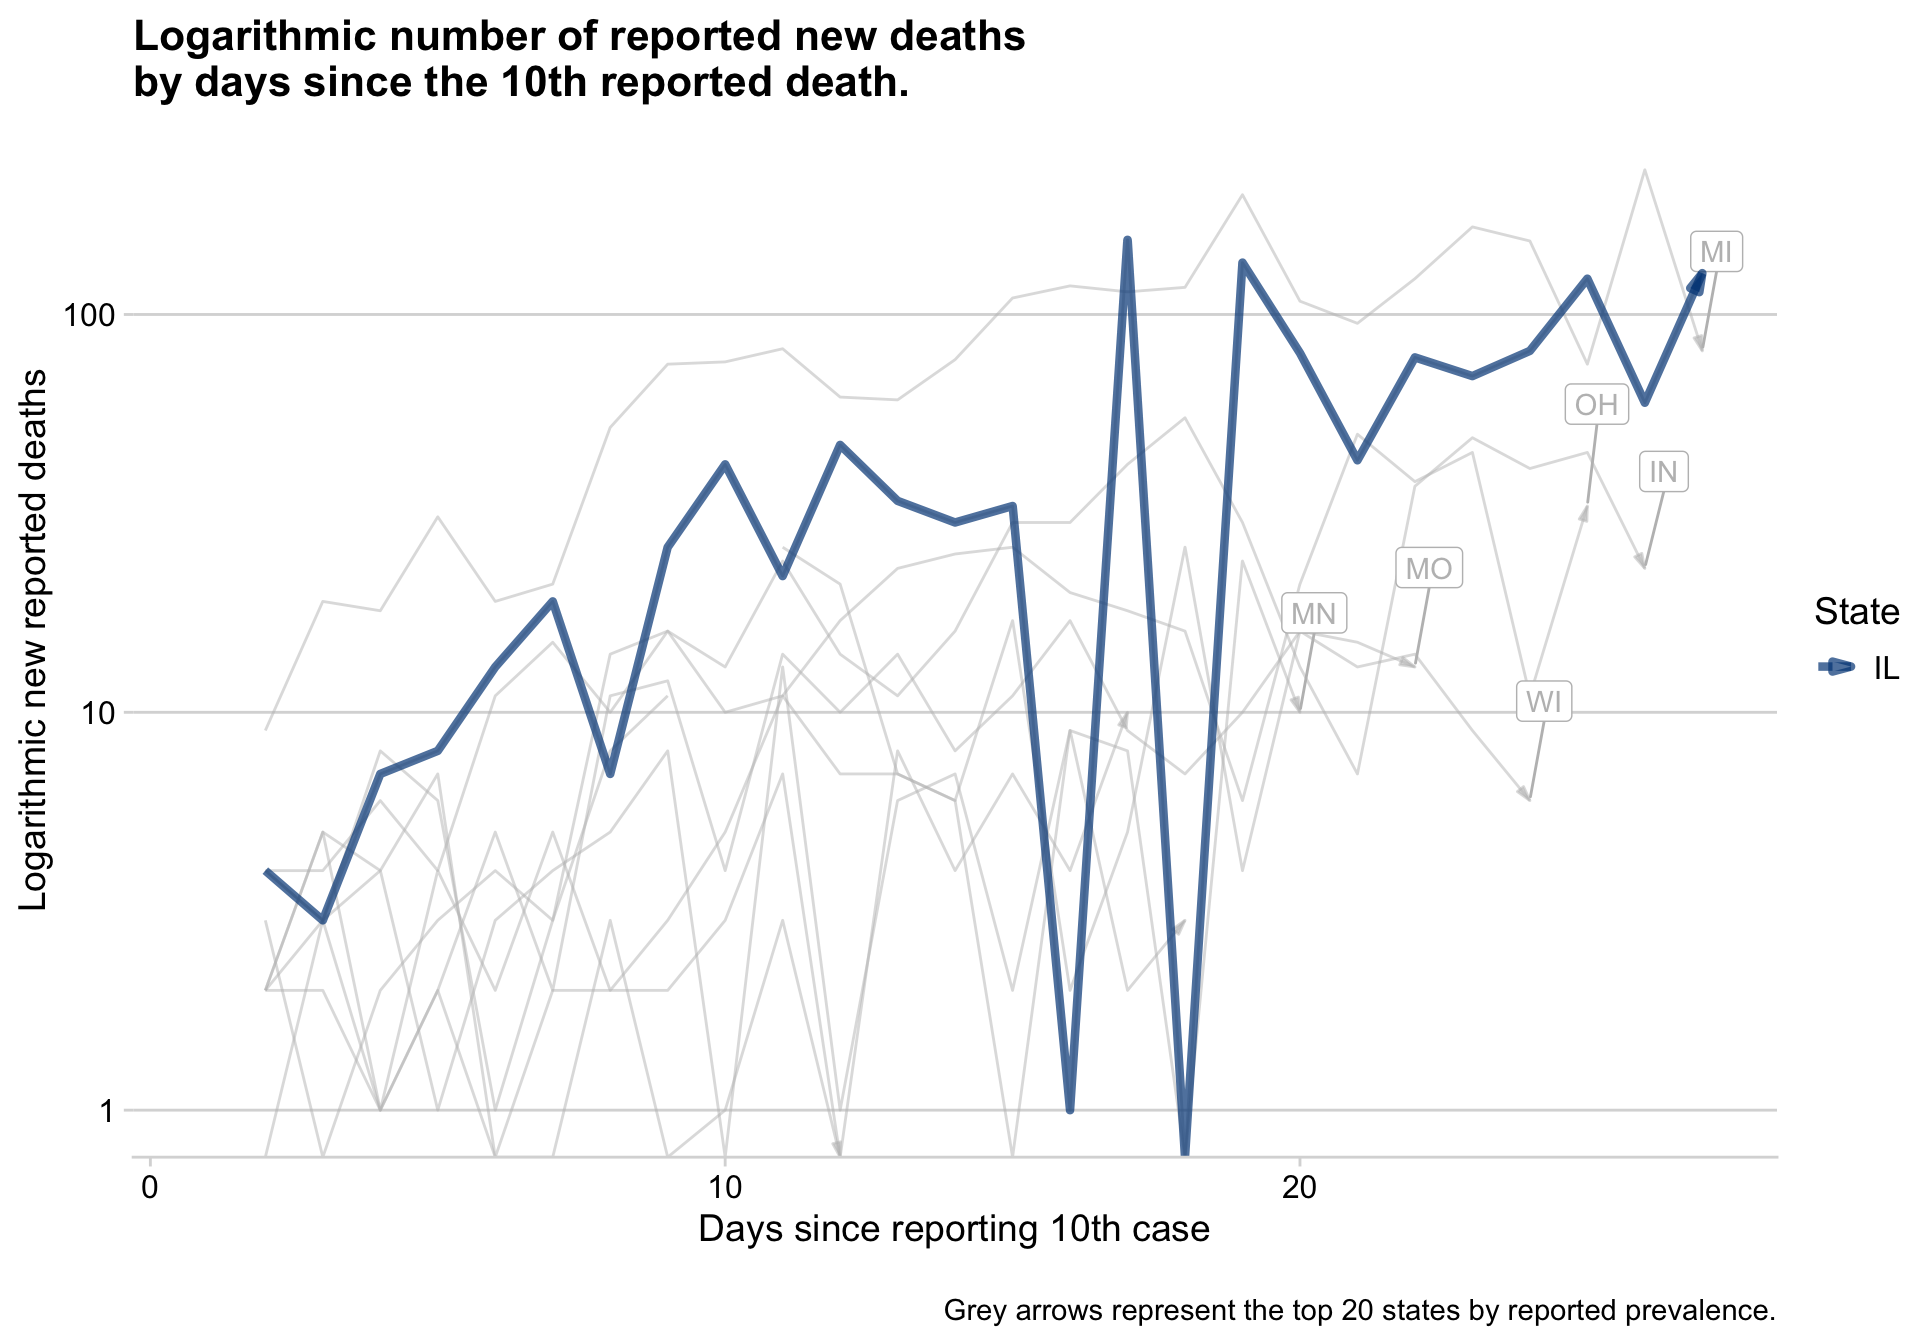 Logarithmic number of reported new deaths
by days since the 10th reported death.
Logarithmic new reported deaths
100
10
1
MI
OH
IN
MO
MN
WI
State
IL
0
10
20
Days since reporting 10th case
Grey arrows represent the top 20 states by reported prevalence.